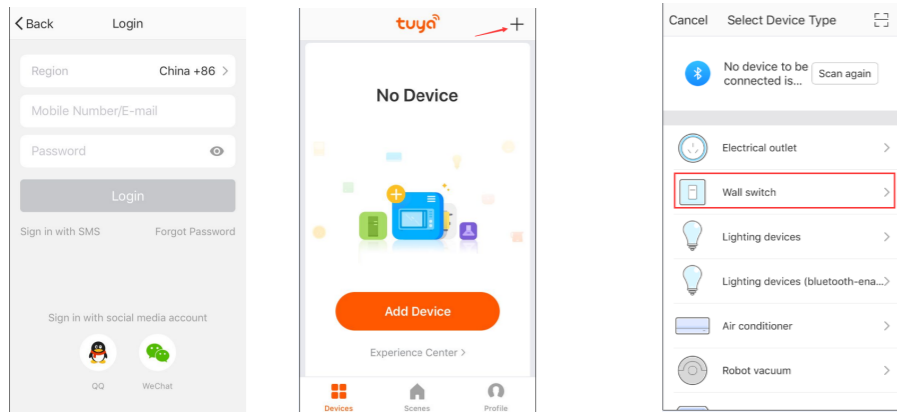 Back Login
Region China +86
Mobile Number/E-mail
Password
Login
Sign in with SMS Forgot Password
Sign in with social media account
QQ WeChat
tuya
No Device
Add Device
Experience Center >
Devices Scenes Profile
Cancel Select Device Type
No device to be
connected is... Scan again
Electrical outlet
Wall switch
Lighting devices
Lighting devices (bluetooth-ena...
Air conditioner
Robot vacuum